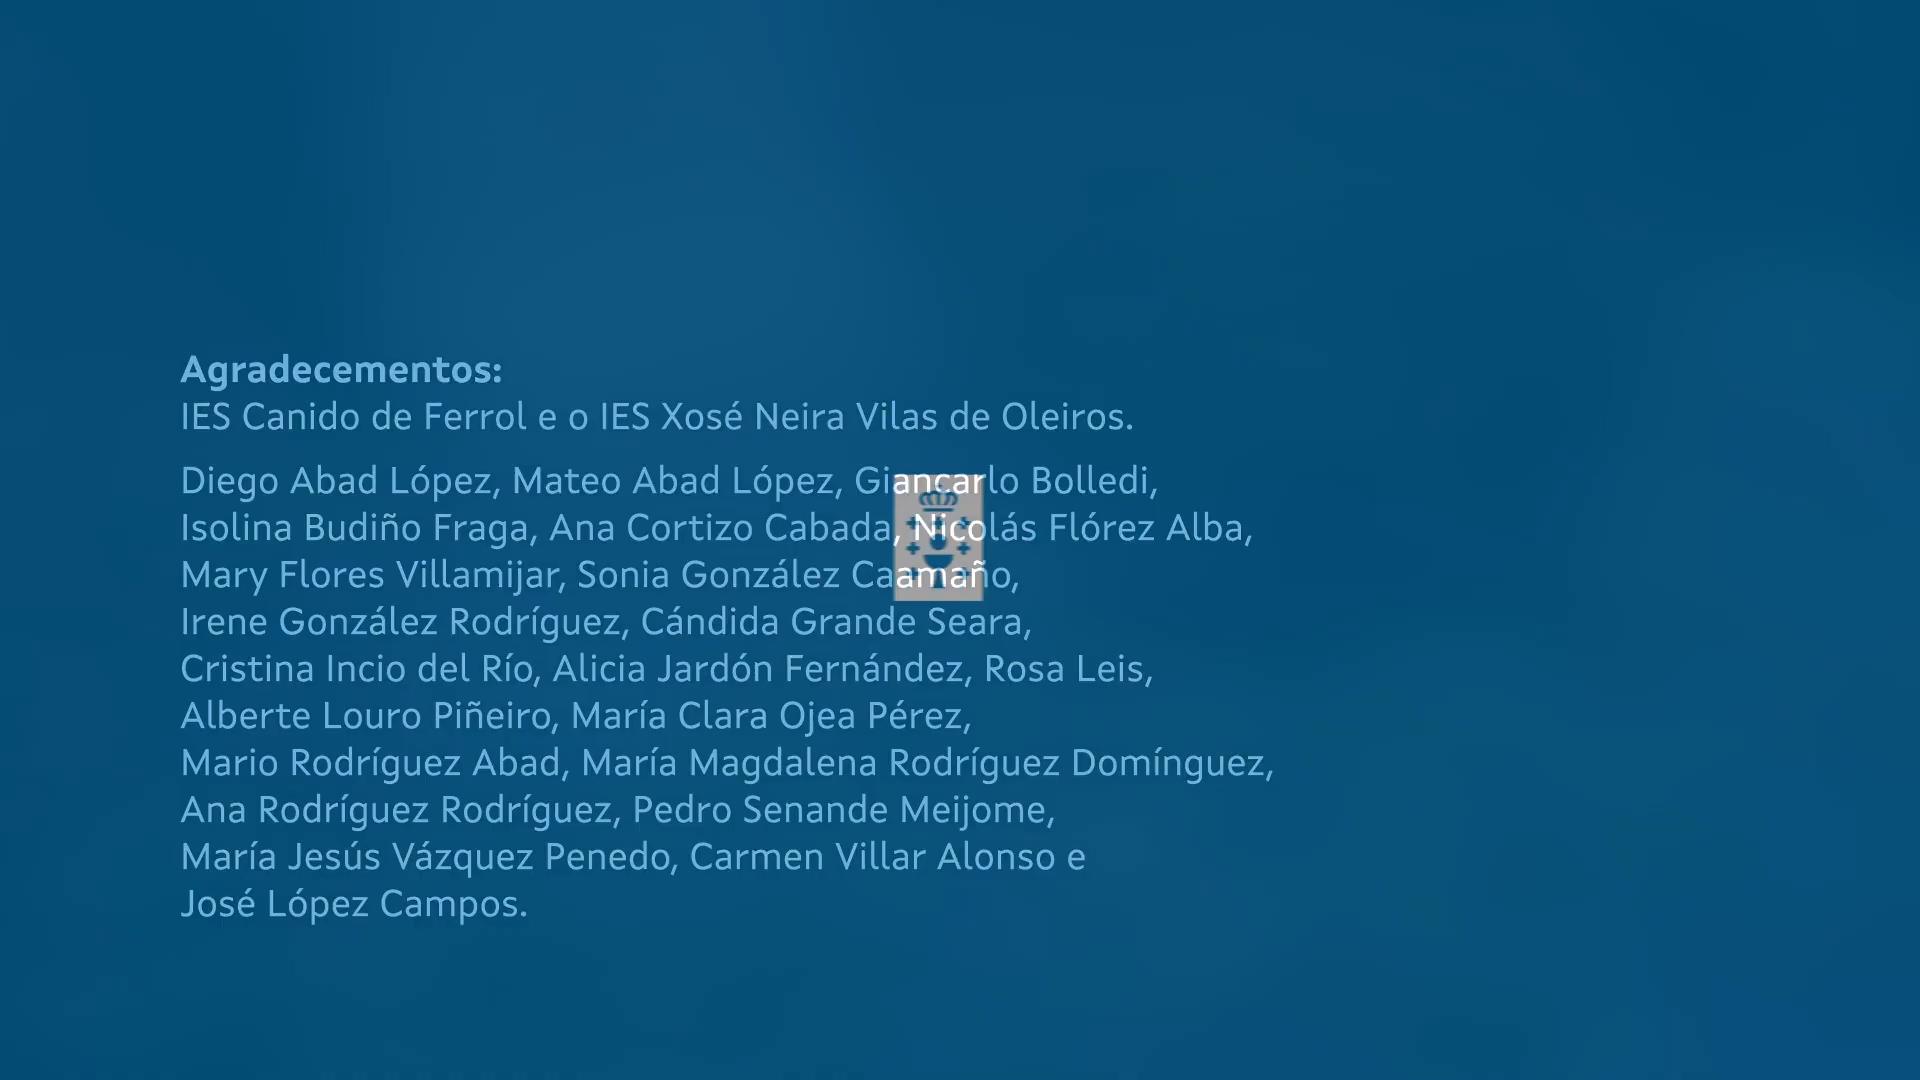 Agradecementos:
IES Canido de Ferrol e o IES Xosé Neira Vilas de Oleiros.
Diego Abad López, Mateo Abad López, Giancarlo Bolledi,
Isolina Budiño Fraga, Ana Cortizo Cabada, Nicolás Flórez Alba,
Mary Flores Villamijar, Sonia González Caamaño,
Irene González Rodríguez, Cándida Grande Seara,
Cristina Incio del Río, Alicia Jardón Fernández, Rosa Leis,
Alberte Louro Piñeiro, María Clara Ojea Pérez,
Mario Rodríguez Abad, María Magdalena Rodríguez Domínguez,
Ana Rodríguez Rodríguez, Pedro Senande Meijome,
María Jesús Vázquez Penedo, Carmen Villar Alonso e
José López Campos.